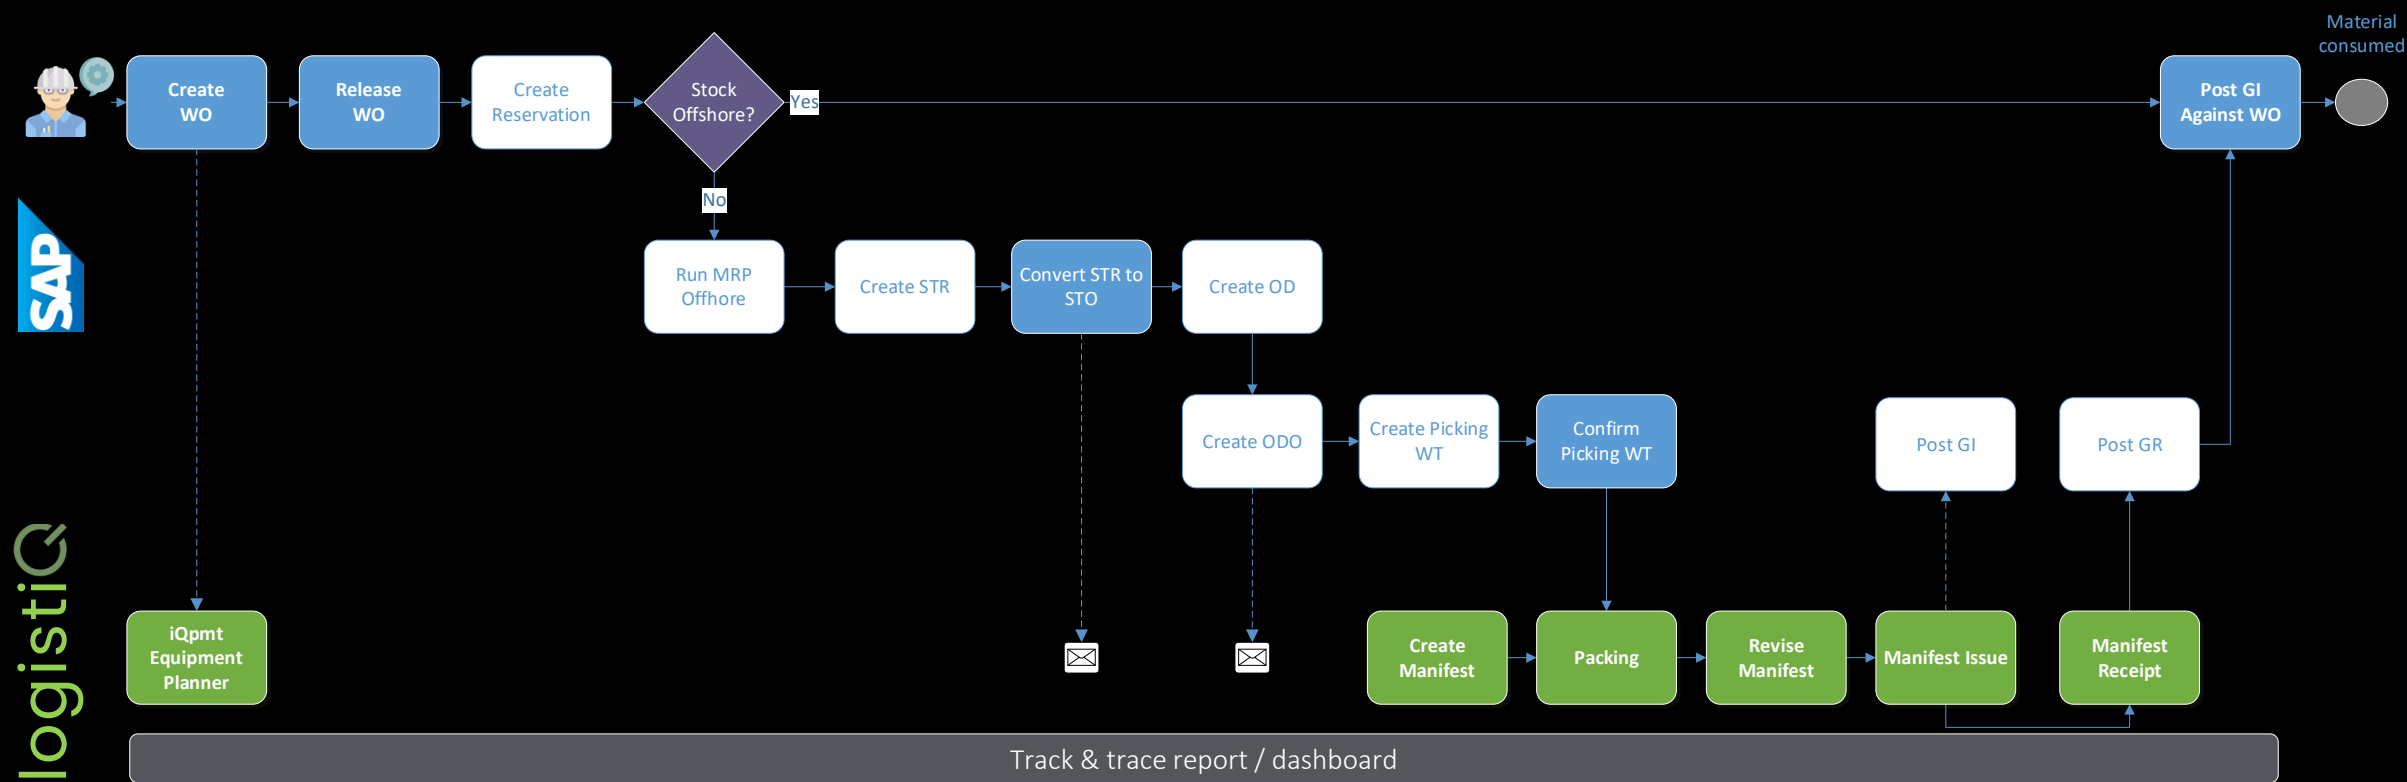 Material
consumed
Create
WO
Release
WO
Create
Reservation
Stock
Offshore?
Yes
Post GI
Against WO
No
SAP
Run MRP
Offhore
Create STR
Convert STR to
STO
Create OD
Create ODO
Create Picking
WT
Confirm
Picking WT
Post GI
Post GR
logistiQ
iQpmt
Equipment
Planner
Create
Manifest
Packing
Revise
Manifest
Manifest Issue
Manifest
Receipt
Track & trace report / dashboard